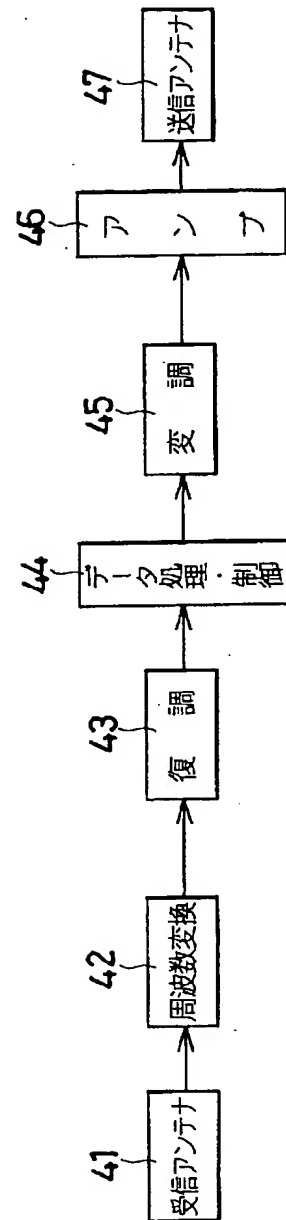 41
受信アンテナ
42
周波数変換
43
復 調
44
データ処理・制御
45
変 調
46
アンプ
47
送信アンテナ